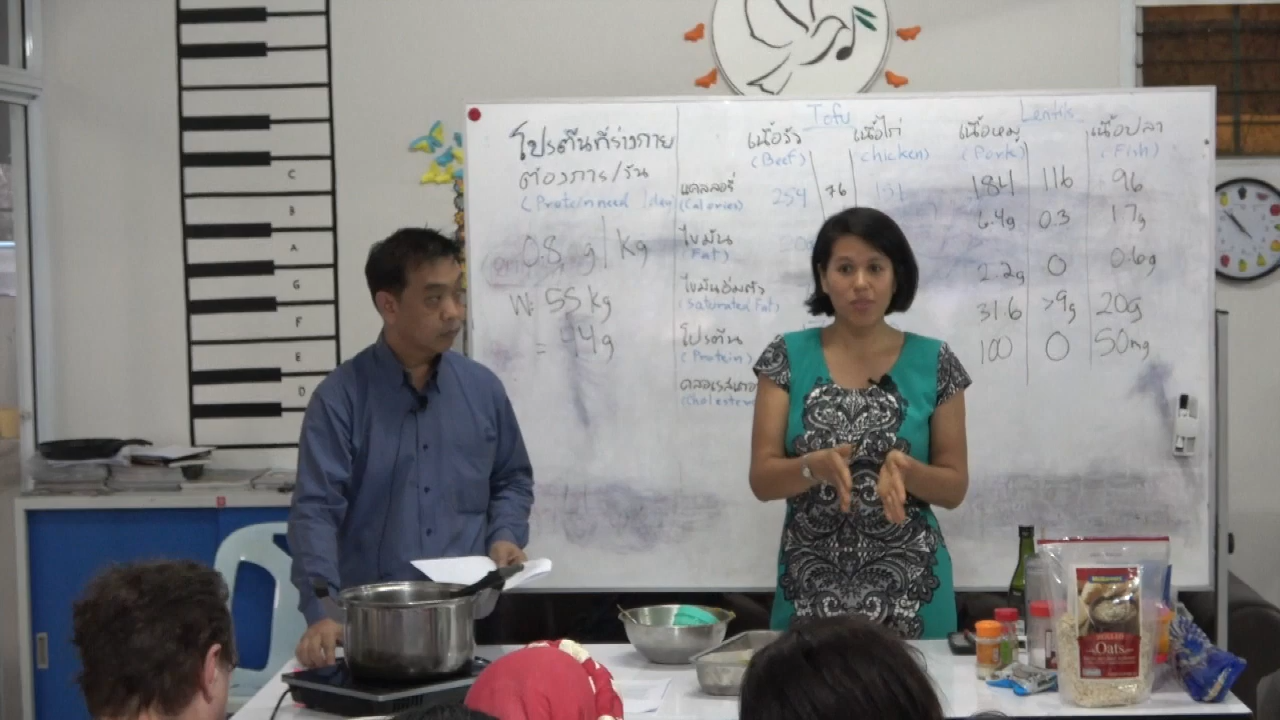 โปรตีนที่ร่างกาย
ต้องการ/วัน
(Protein need /day)
0.8 g/kg
W: 55 kg
= 44g
Tofu Lentils
เนื้อวัว เนื้อไก่ เนื้อหมู เนื้อปลา
(Beef) (chicken) (Pork) (Fish)
แคลลอรี่ 254 76 151 184 116 96
(Calories)
ไขมัน 6.4g 0.3 17g
(Fat)
ไขมันอิ่มตัว 2.2g 0 0.6g
(Saturated Fat)
โปรตีน 31.6 >9g 20g
(Protein) 100 0 50mg
C
B
A
G
F
E
D
Oats